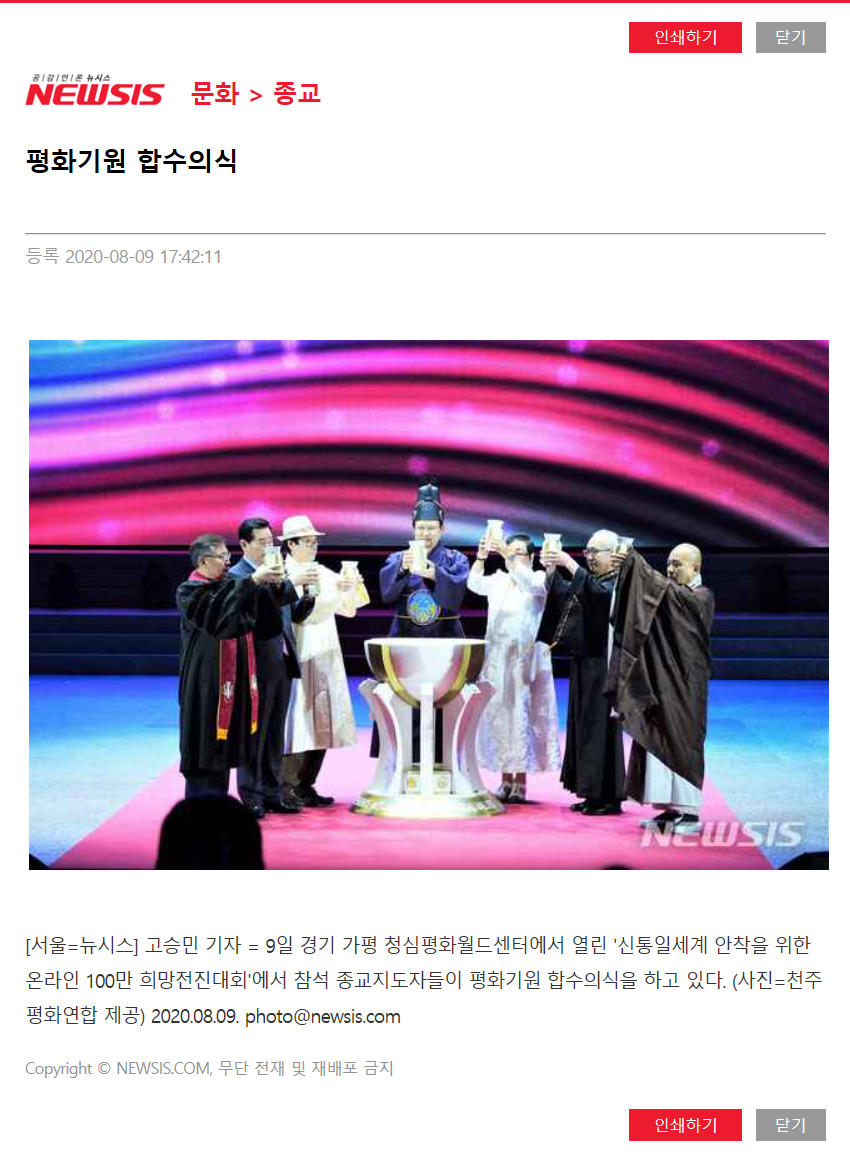 인쇄하기 닫기
공|감|언|론 뉴시스
NEWSIS 문화 > 종교
평화기원 합수의식
등록 2020-08-09 17:42:11
NEWSIS
[서울=뉴시스] 고승민 기자 = 9일 경기 가평 청심평화월드센터에서 열린 '신통일세계 안착을 위한
온라인 100만 희망전진대회'에서 참석 종교지도자들이 평화기원 합수의식을 하고 있다. (사진=천주
평화연합 제공) 2020.08.09. photo@newsis.com
Copyright © NEWSIS.COM, 무단 전재 및 재배포 금지
인쇄하기 닫기